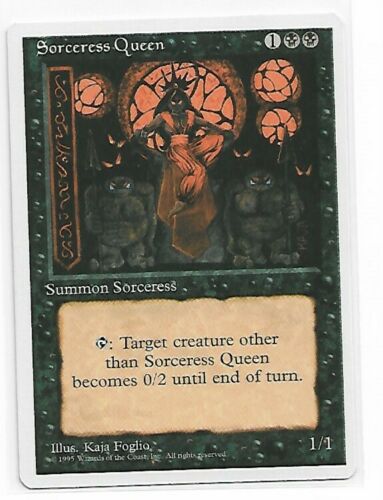 Sorceress Queen 1
Summon Sorceress
: Target creature other
than Sorceress Queen
becomes 0/2 until end of turn.
Illus. Kaja Foglio
1/1
© 1995 Wizards of the Coast, Inc. All rights reserved.